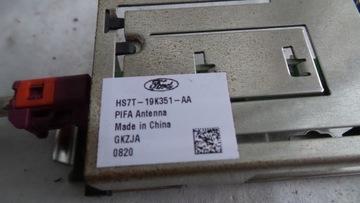 Ford
HS7T-19K351-AA
PIFA Antenna
Made in China
GKZJA
0820